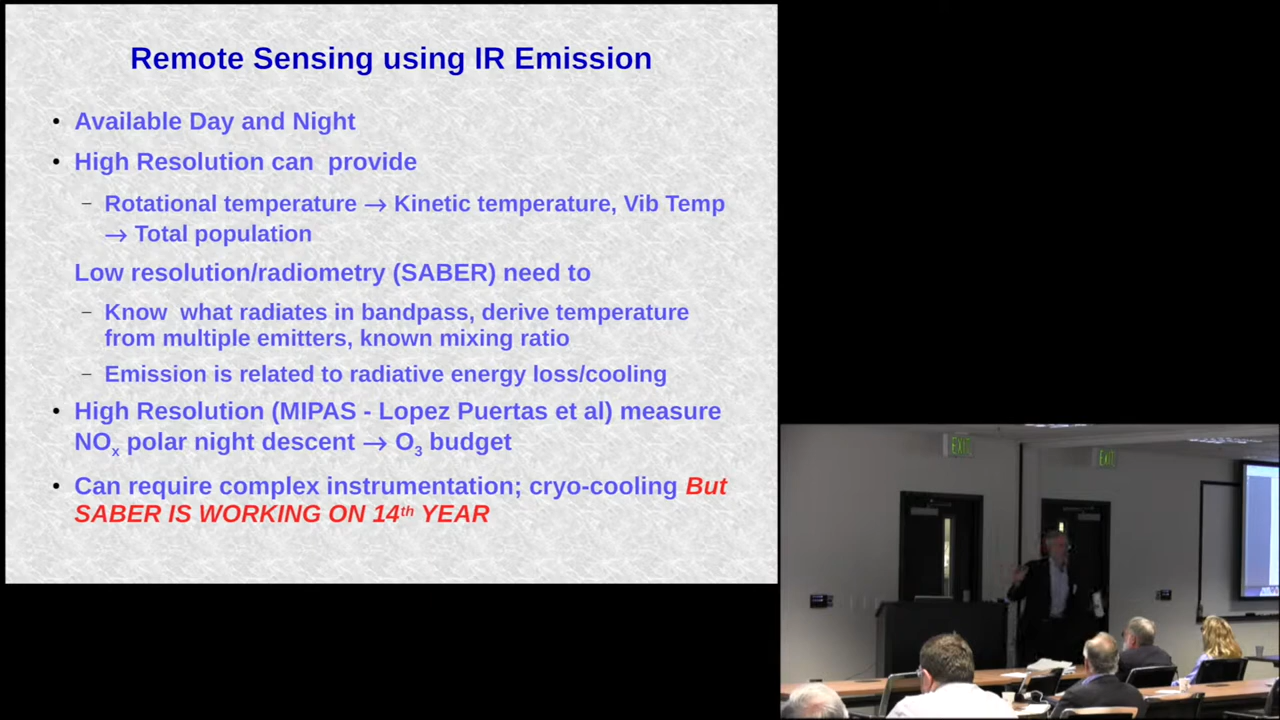 Remote Sensing using IR Emission
• Available Day and Night
• High Resolution can  provide
– Rotational temperature → Kinetic temperature, Vib Temp
→ Total population
Low resolution/radiometry (SABER) need to
– Know  what radiates in bandpass, derive temperature
from multiple emitters, known mixing ratio
– Emission is related to radiative energy loss/cooling
• High Resolution (MIPAS - Lopez Puertas et al) measure
NOx polar night descent → O3 budget
• Can require complex instrumentation; cryo-cooling But
SABER IS WORKING ON 14th YEAR
EXIT
EXIT